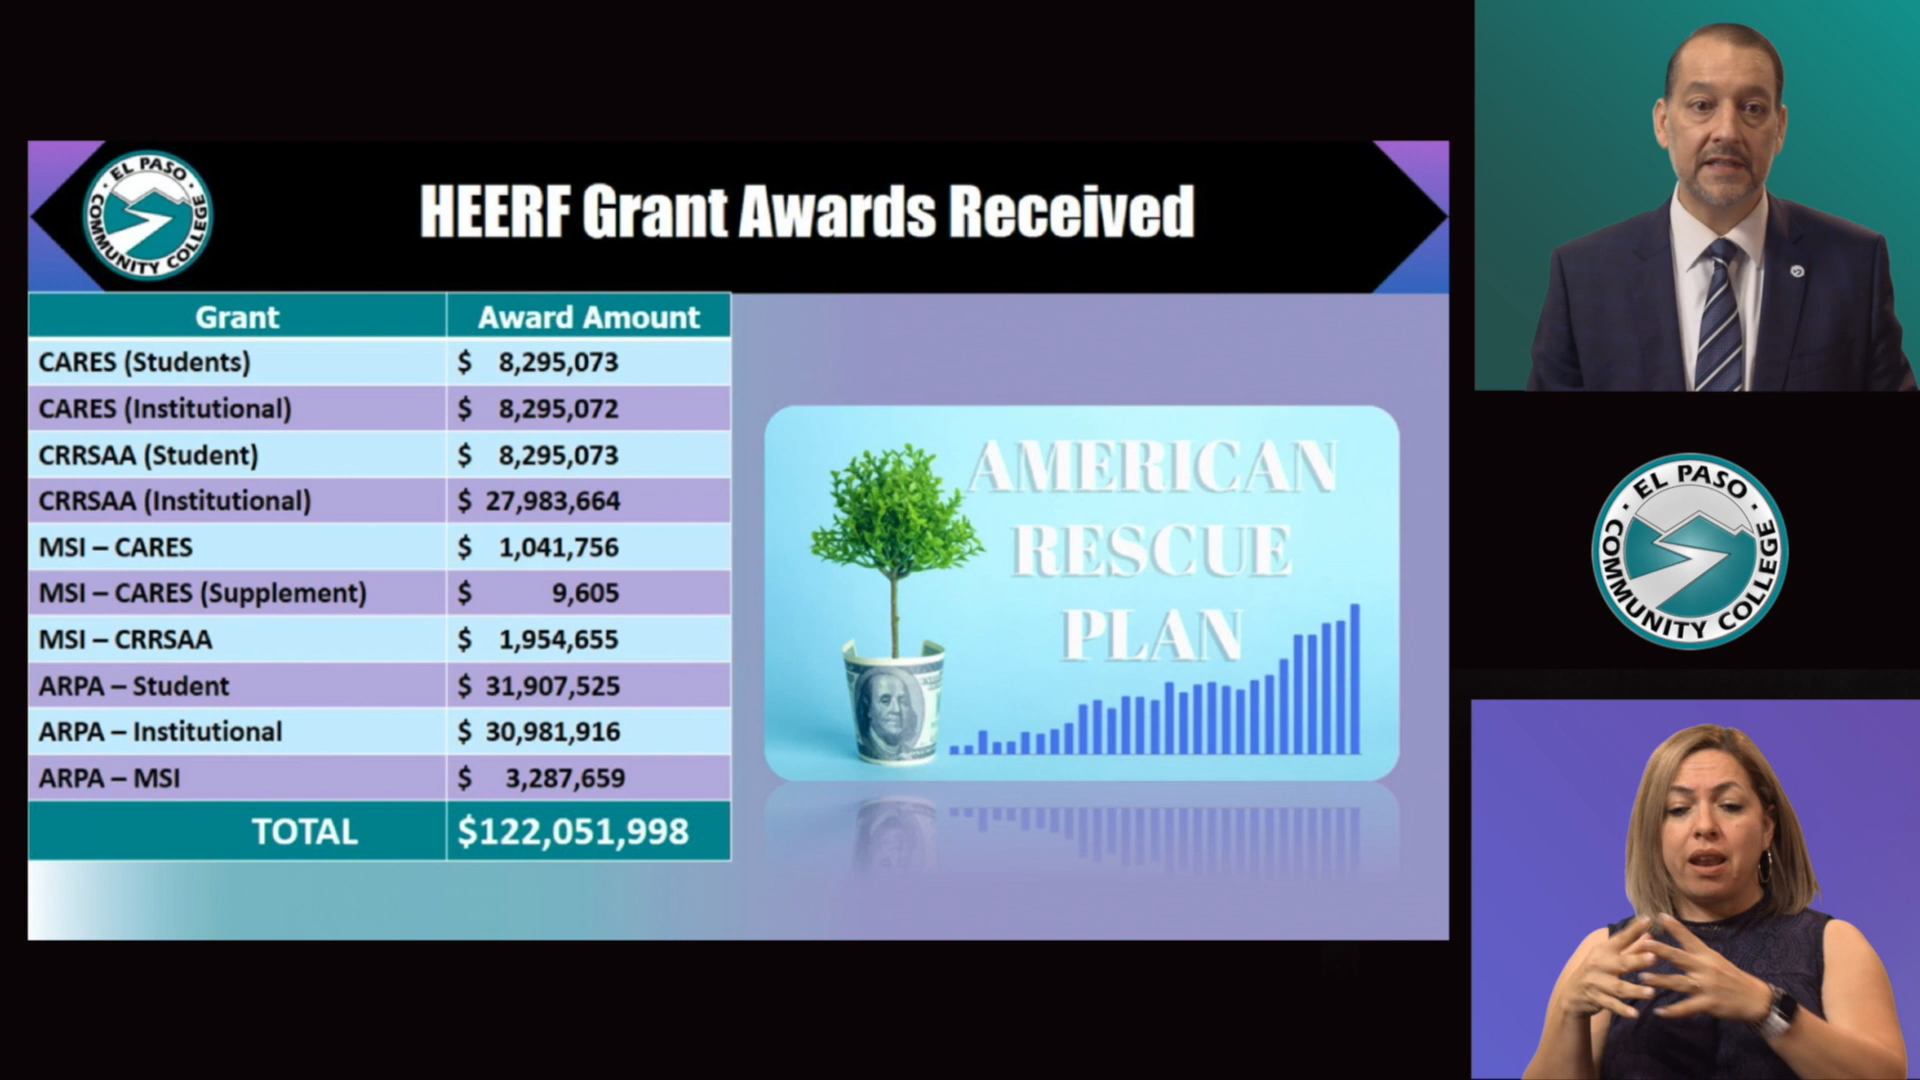 EL PASO
COMMUNITY COLLEGE
HEERF Grant Awards Received
Grant Award Amount
CARES (Students) $ 8,295,073
CARES (Institutional) $ 8,295,072
CRRSAA (Student) $ 8,295,073
CRRSAA (Institutional) $ 27,983,664
MSI – CARES $ 1,041,756
MSI – CARES (Supplement) $ 9,605
MSI – CRRSAA $ 1,954,655
ARPA – Student $ 31,907,525
ARPA – Institutional $ 30,981,916
ARPA – MSI $ 3,287,659
TOTAL $122,051,998
AMERICAN
RESCUE
PLAN
EL PASO
COMMUNITY COLLEGE